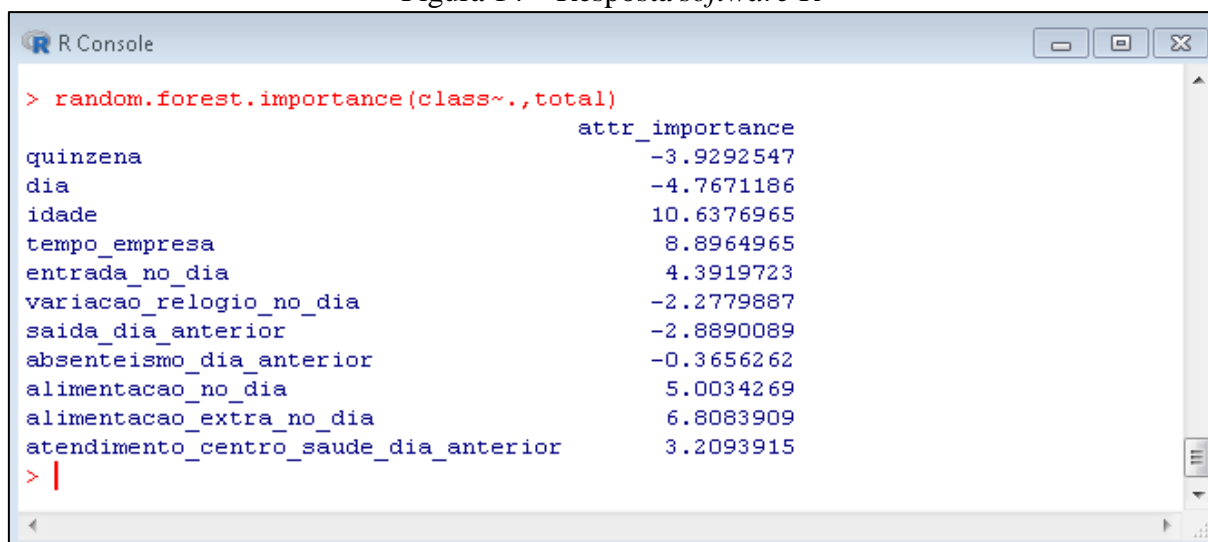 R Console
> random.forest.importance(class~.,total)
attr_importance
quinzena -3.9292547
dia -4.7671186
idade 10.6376965
tempo_empresa 8.8964965
entrada_no_dia 4.3919723
variacao_relogio_no_dia -2.2779887
saida_dia_anterior -2.8890089
absenteismo_dia_anterior -0.3656262
alimentacao_no_dia 5.0034269
alimentacao_extra_no_dia 6.8083909
atendimento_centro_saude_dia_anterior 3.2093915
>